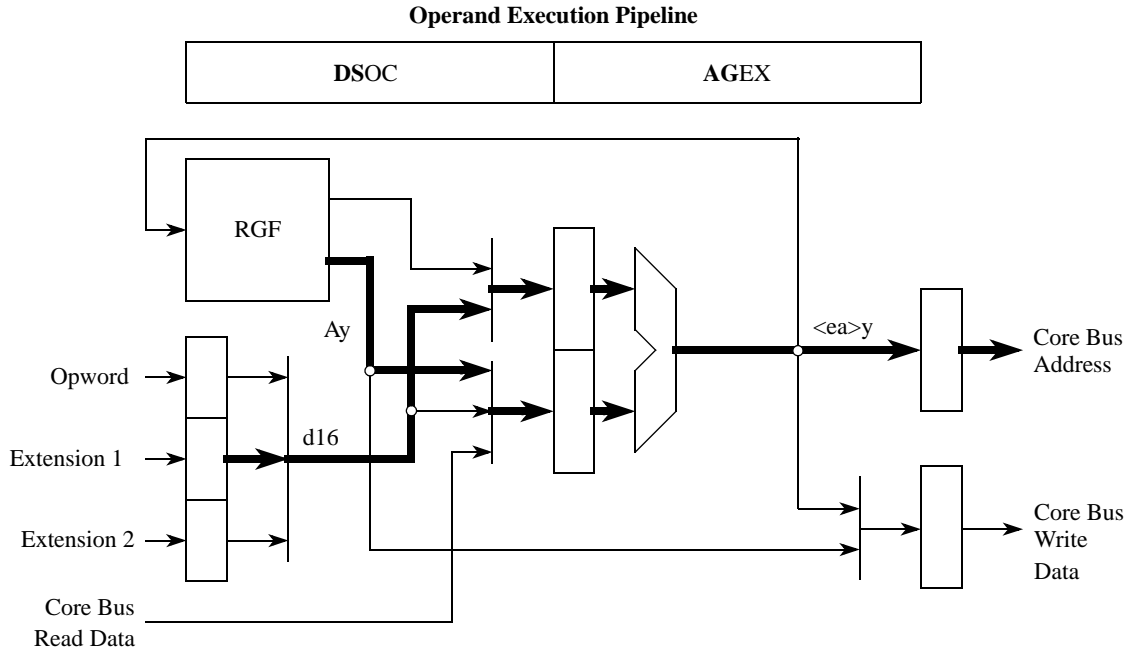 Operand Execution Pipeline
DSOC
AGEX
RGF
Ay
<ea>y
Core Bus
Address
Opword
d16
Extension 1
Extension 2
Core Bus
Write
Data
Core Bus
Read Data